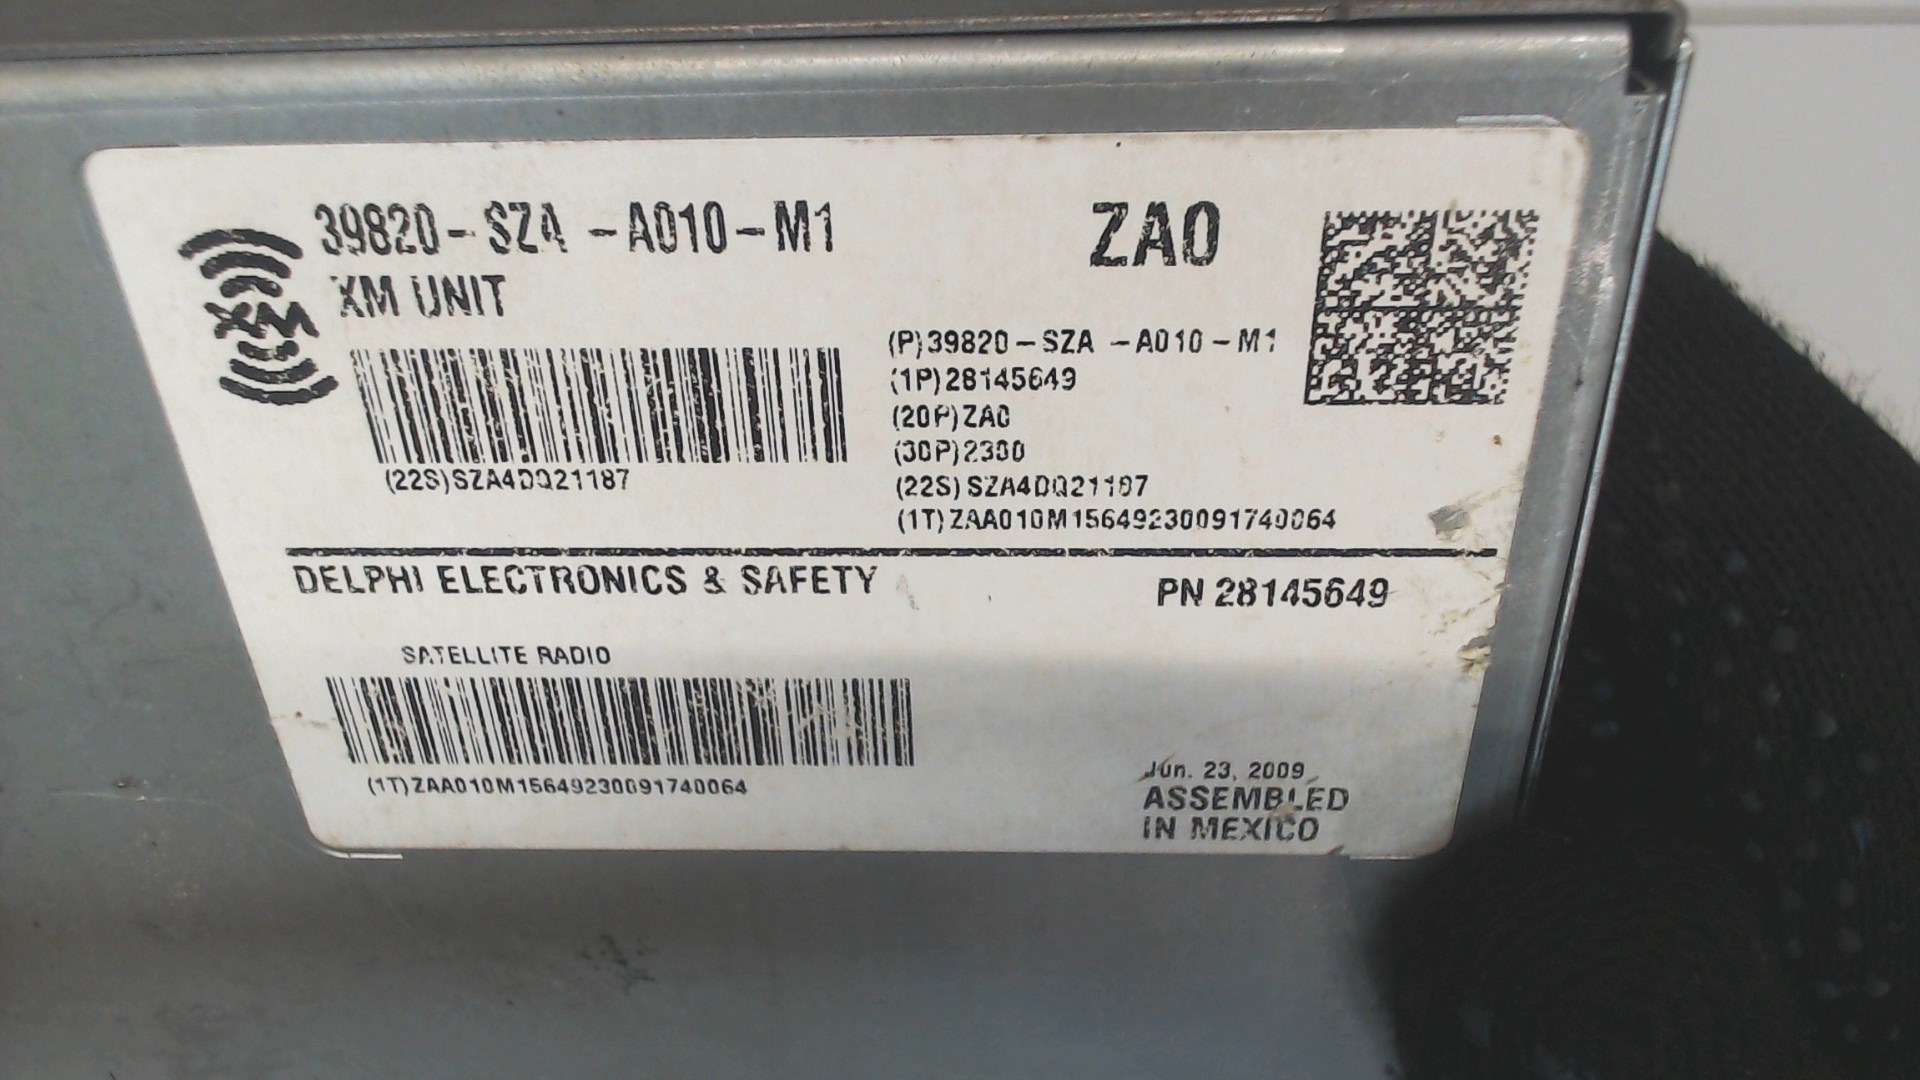 39820-SZA -A010-M1
XM UNIT
XM
(22S)SZA4DQ21187
ZA0
(P)39820-SZA -A010-M1
(1P)28145649
(20P)ZA0
(30P)2300
(22S)SZA4DQ21187
(1T)ZAA010M15649230091740064
DELPHI ELECTRONICS & SAFETY
PN 28145649
SATELLITE RADIO
(1T)ZAA010M15649230091740064
Jun. 23, 2009
ASSEMBLED
IN MEXICO